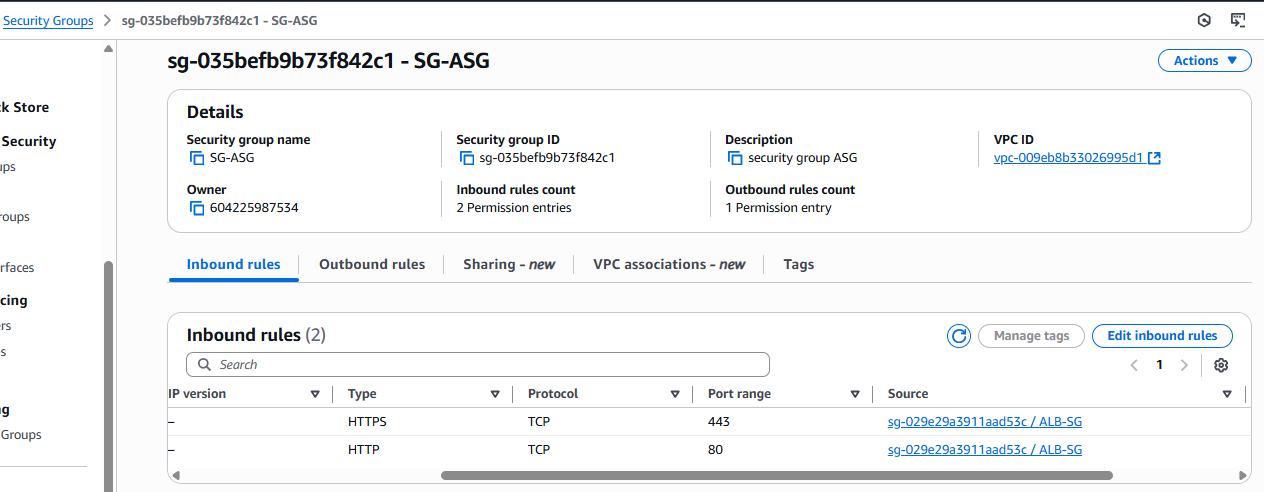 Security Groups > sg-035befb9b73f842c1 - SG-ASG
sg-035befb9b73f842c1 - SG-ASG
Actions
k Store
Security
ups
roups
rfaces
cing
ers
s
g
Groups
Details
Security group name
SG-ASG
Security group ID
sg-035befb9b73f842c1
Description
security group ASG
VPC ID
vpc-009eb8b33026995d1
Owner
604225987534
Inbound rules count
2 Permission entries
Outbound rules count
1 Permission entry
Inbound rules Outbound rules Sharing - new VPC associations - new Tags
Inbound rules (2)
Manage tags
Edit inbound rules
Search
1
IP version Type Protocol Port range Source
– HTTPS TCP 443 sg-029e29a3911aad53c / ALB-SG
– HTTP TCP 80 sg-029e29a3911aad53c / ALB-SG